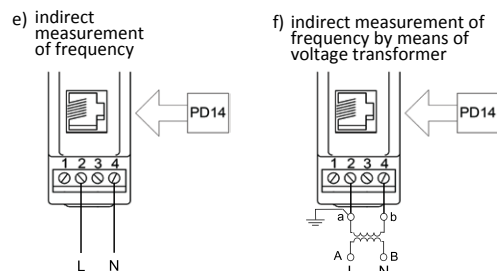 e) indirect
measurement
of frequency
f) indirect measurement of
frequency by means of
voltage transformer
PD14
PD14
1 2 3 4
1 2 3 4
a b
A B
L N
L N